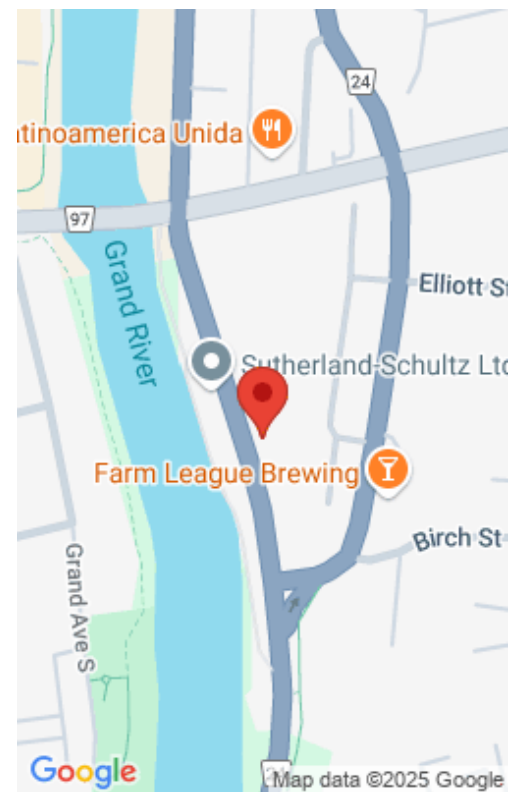 24
atinoamerica Unida
97
Grand River
Elliott St
Sutherland-Schultz Ltd
Farm League Brewing
Birch St
Grand Ave S
Google
Map data ©2025 Google